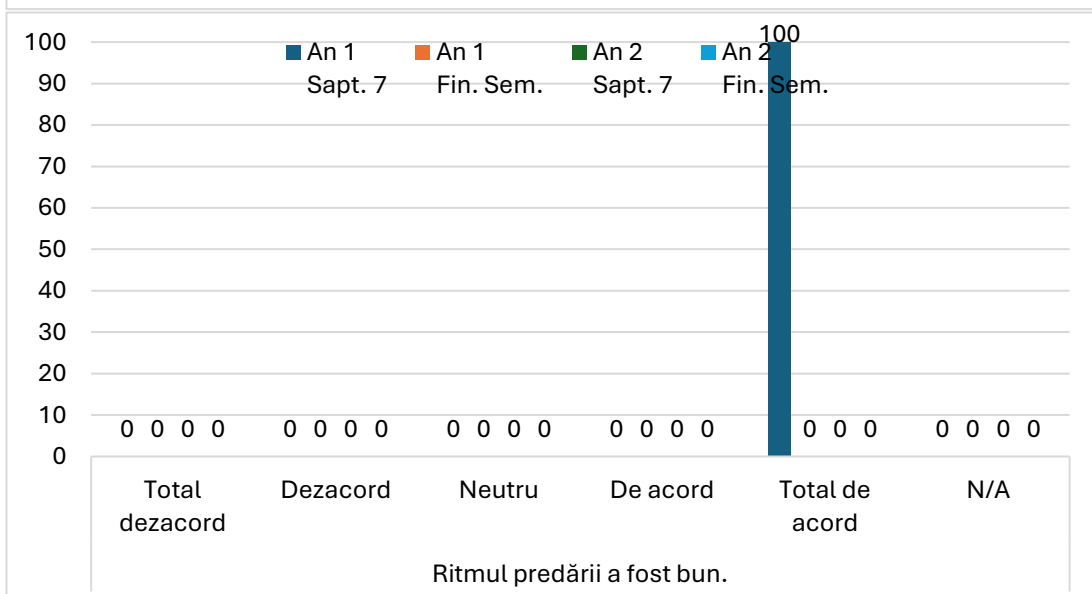 100
90
80
70
60
50
40
30
20
10
0
An 1 Sapt. 7
An 1 Fin. Sem.
An 2 Sapt. 7
An 2 Fin. Sem.
100
0 0 0 0 0 0 0 0 0 0 0 0 0 0 0 0 0 0 0 0 0 0 0
Total dezacord
Dezacord
Neutru
De acord
Total de acord
N/A
Ritmul predării a fost bun.